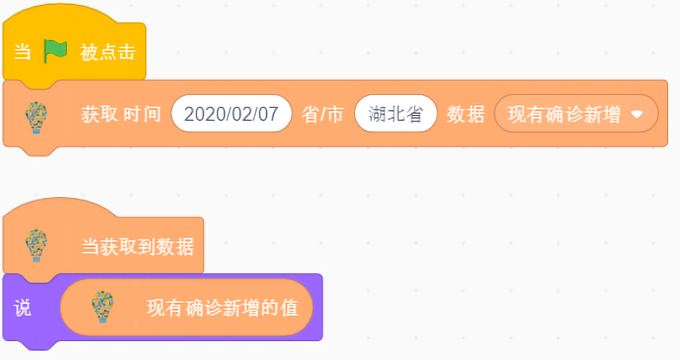 当 被点击
获取 时间 2020/02/07 省/市 湖北省 数据 现有确诊新增
当获取到数据
说 现有确诊新增的值